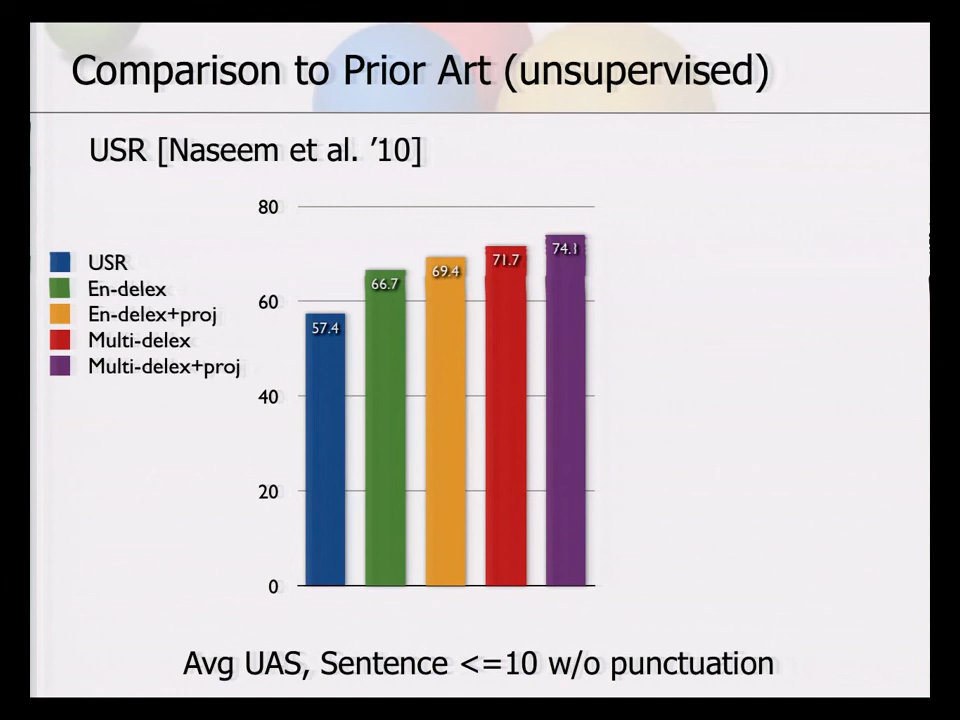 Comparison to Prior Art (unsupervised)
USR [Naseem et al. ’10]
80
60
40
20
0
USR
En-delex
En-delex+proj
Multi-delex
Multi-delex+proj
57.4
66.7
69.4
71.7
74.1
Avg UAS, Sentence <=10 w/o punctuation